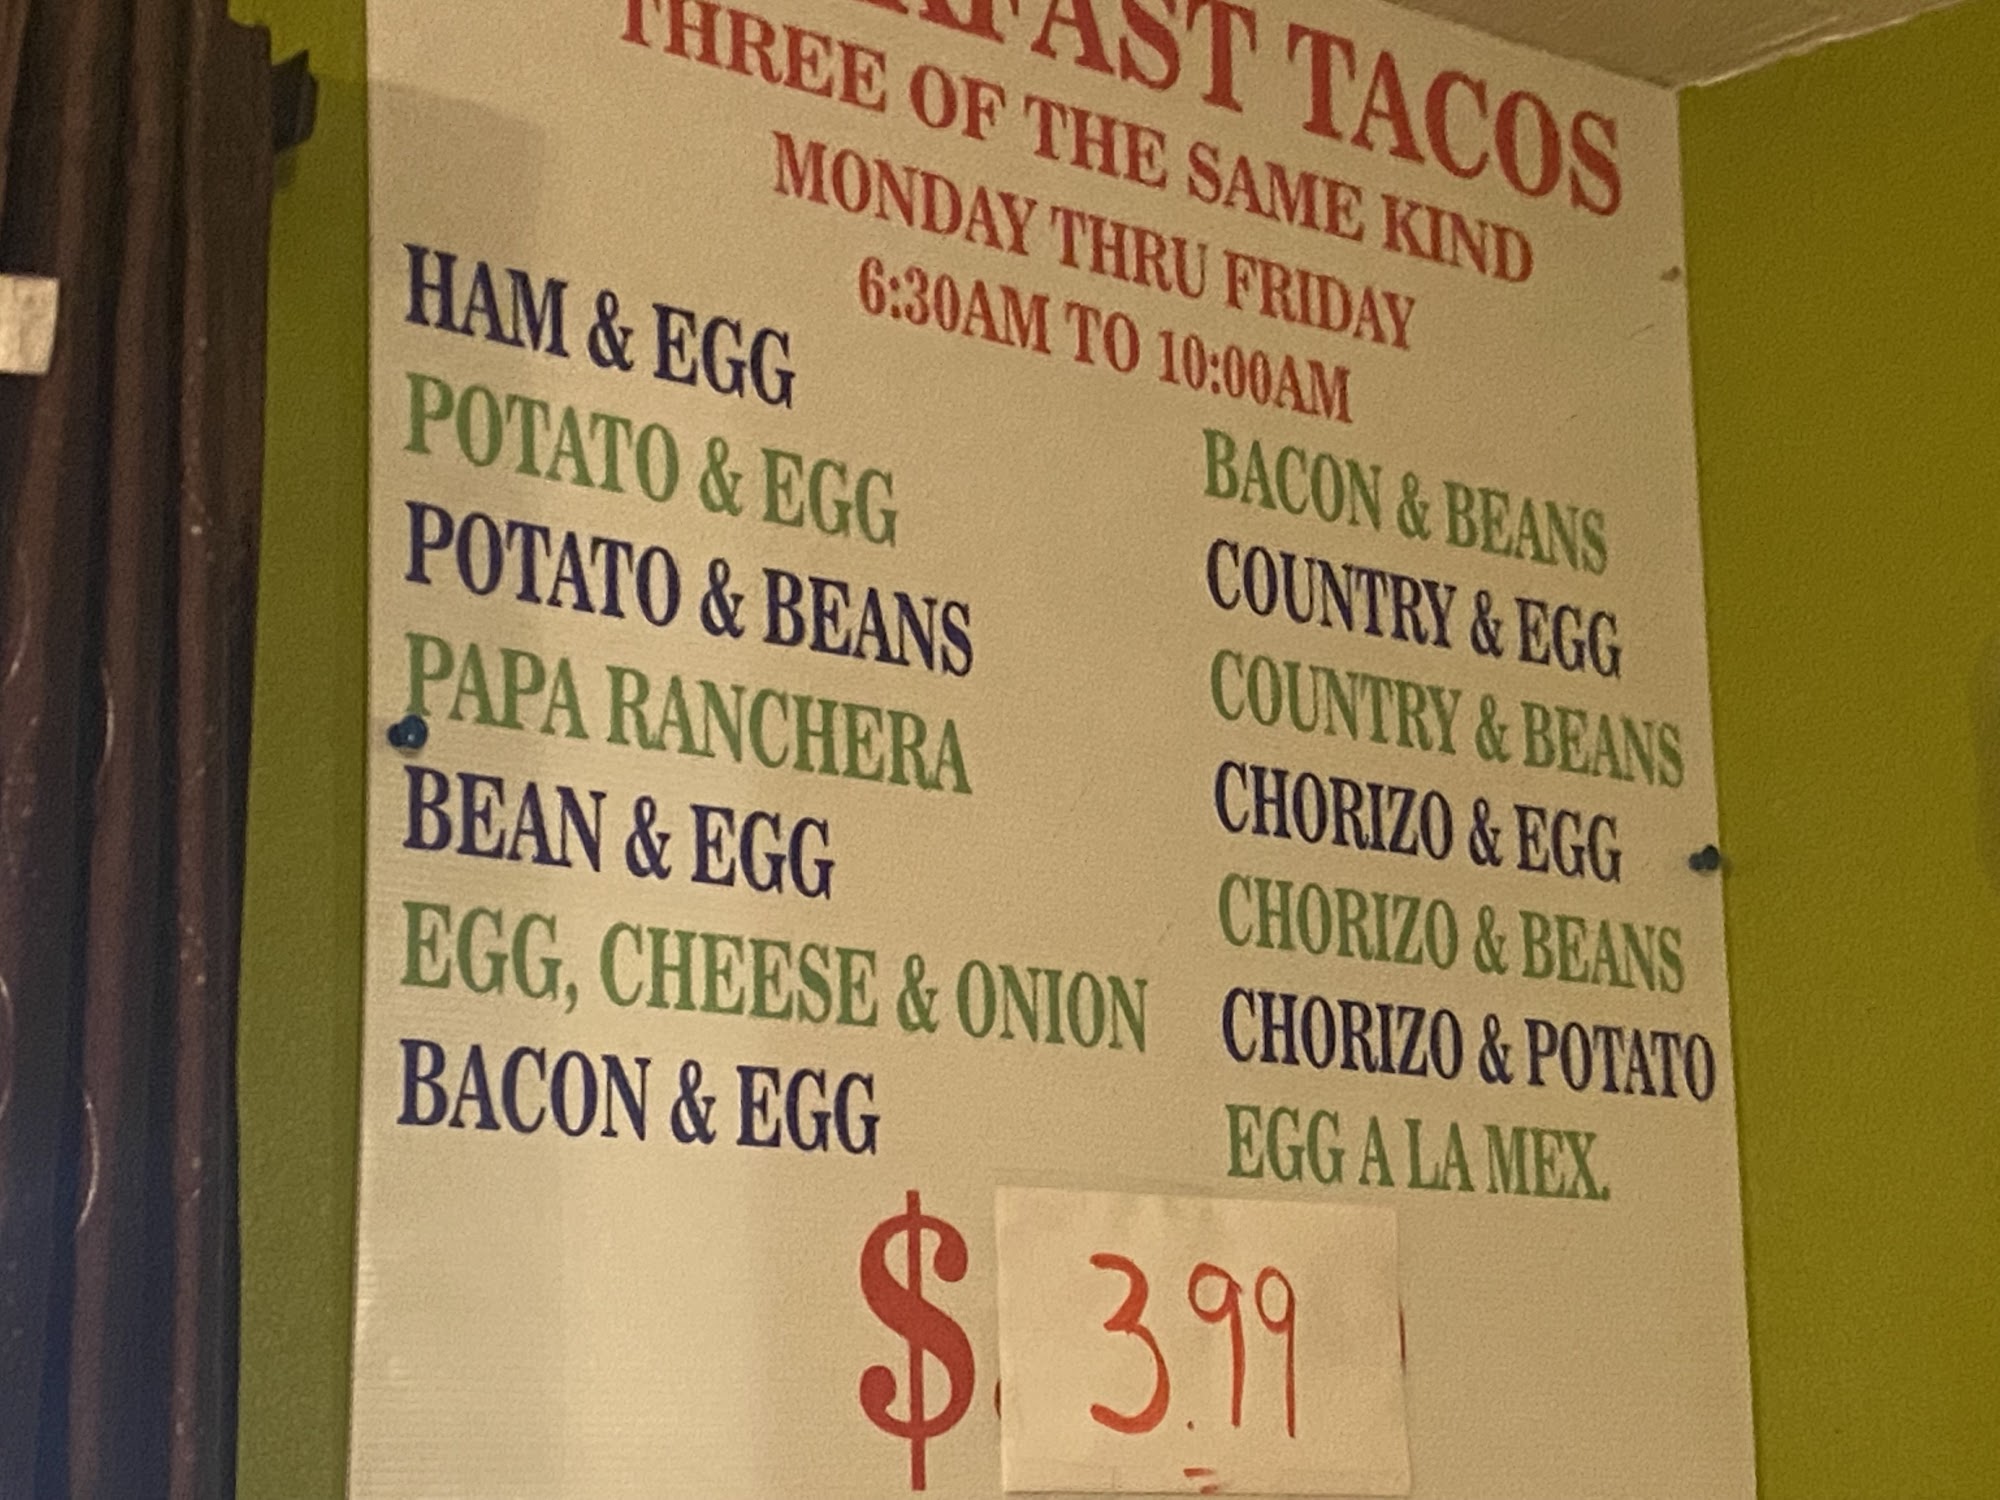 TACOS
THREE OF THE SAME KIND
MONDAY THRU FRIDAY
6:30AM TO 10:00AM
HAM & EGG
POTATO & EGG
POTATO & BEANS
PAPA RANCHERA
BEAN & EGG
EGG, CHEESE & ONION
BACON & EGG
BACON & BEANS
COUNTRY & EGG
COUNTRY & BEANS
CHORIZO & EGG
CHORIZO & BEANS
CHORIZO & POTATO
EGG A LA MEX.
$ 3.99